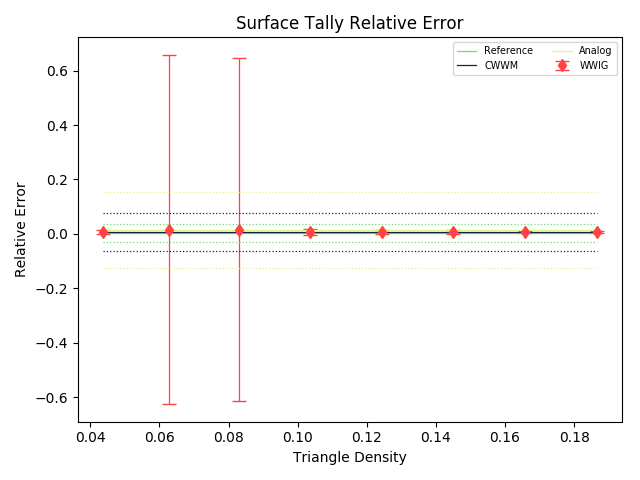 Surface Tally Relative Error
Reference
CWWM
Analog
WWIG
Relative Error
0.6
0.4
0.2
0.0
−0.2
−0.4
−0.6
0.04 0.06 0.08 0.10 0.12 0.14 0.16 0.18
Triangle Density